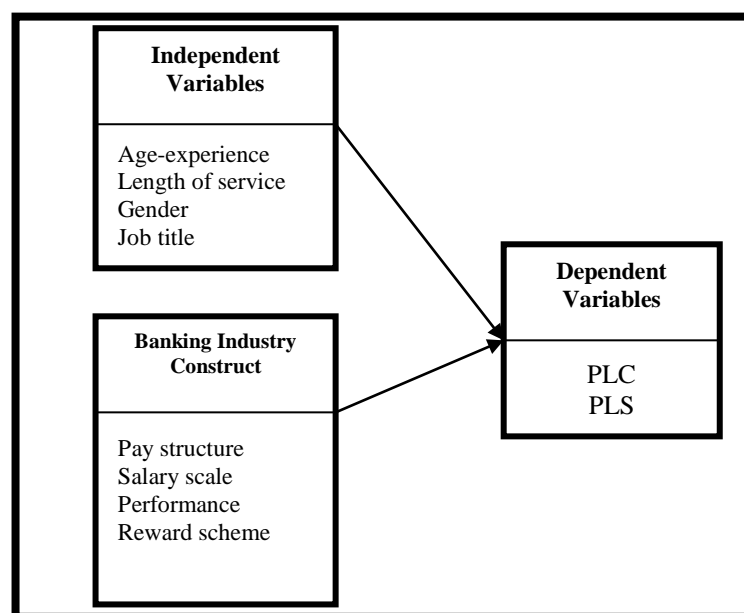 Independent
Variables
Age-experience
Length of service
Gender
Job title
Banking Industry
Construct
Pay structure
Salary scale
Performance
Reward scheme
Dependent
Variables
PLC
PLS